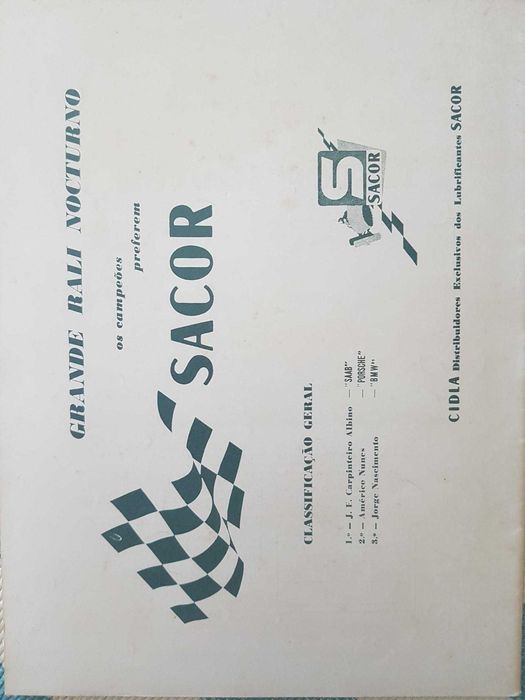 GRANDE RALI NOCTURNO
os campeões
preferem
SACOR
S
SACOR
CLASSIFICAÇÃO GERAL
1.º — J. F. Carpinteiro Albino — "SAAB"
2.º — Américo Nunes — "PORSCHE"
3.º — Jorge Nascimento — "BMW"
CIDLA Distribuidores Exclusivos dos Lubrificantes SACOR